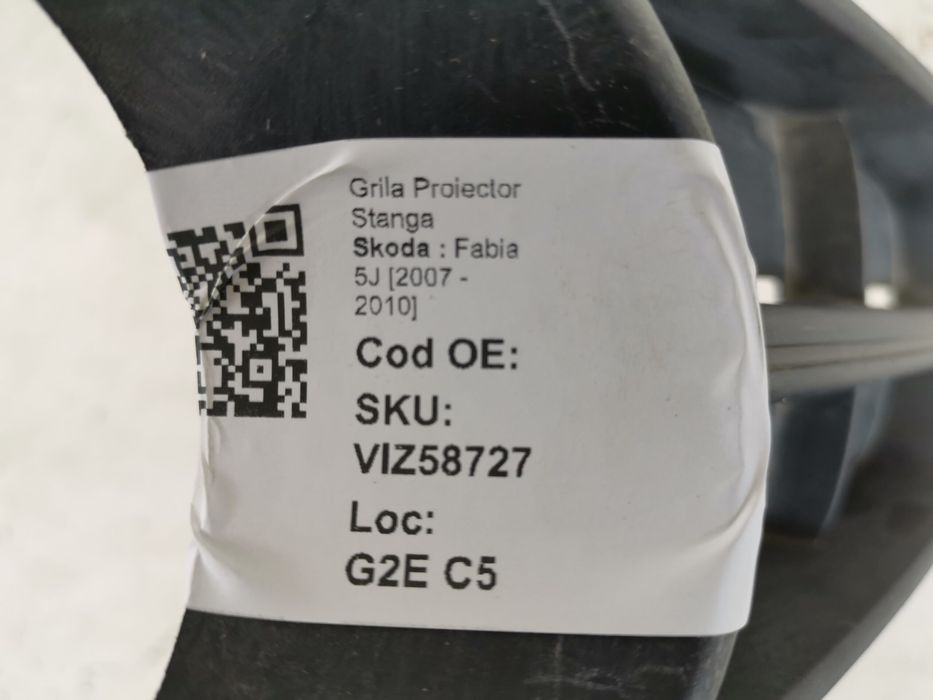 Grila Proiector
Stanga
Skoda : Fabia
5J [2007 -
2010]
Cod OE:
SKU:
VIZ58727
Loc:
G2E C5